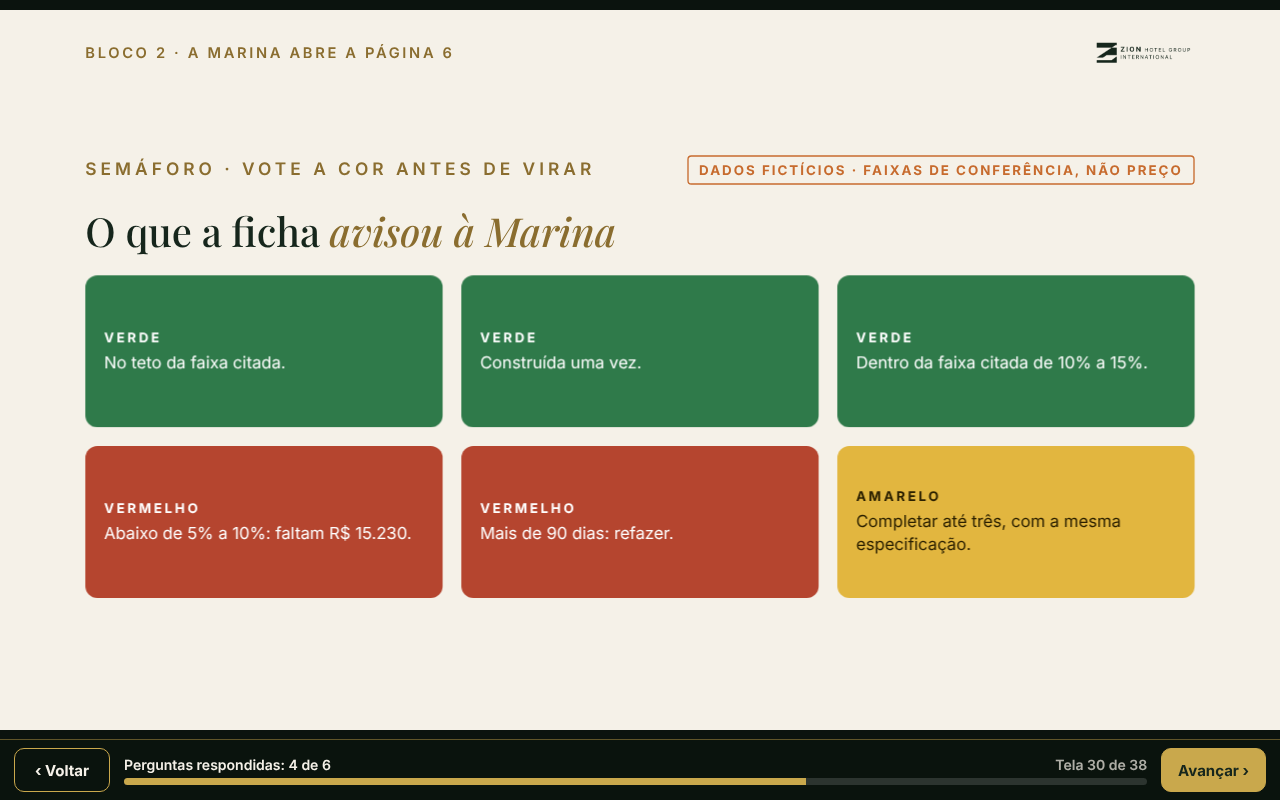 BLOCO 2 · A MARINA ABRE A PÁGINA 6
ZION HOTEL GROUP
INTERNATIONAL
SEMÁFORO · VOTE A COR ANTES DE VIRAR
DADOS FICTÍCIOS · FAIXAS DE CONFERÊNCIA, NÃO PREÇO
O que a ficha avisou à Marina
VERDE
No teto da faixa citada.
VERDE
Construída uma vez.
VERDE
Dentro da faixa citada de 10% a 15%.
VERMELHO
Abaixo de 5% a 10%: faltam R$ 15.230.
VERMELHO
Mais de 90 dias: refazer.
AMARELO
Completar até três, com a mesma
especificação.
‹ Voltar
Perguntas respondidas: 4 de 6
Tela 30 de 38
Avançar ›